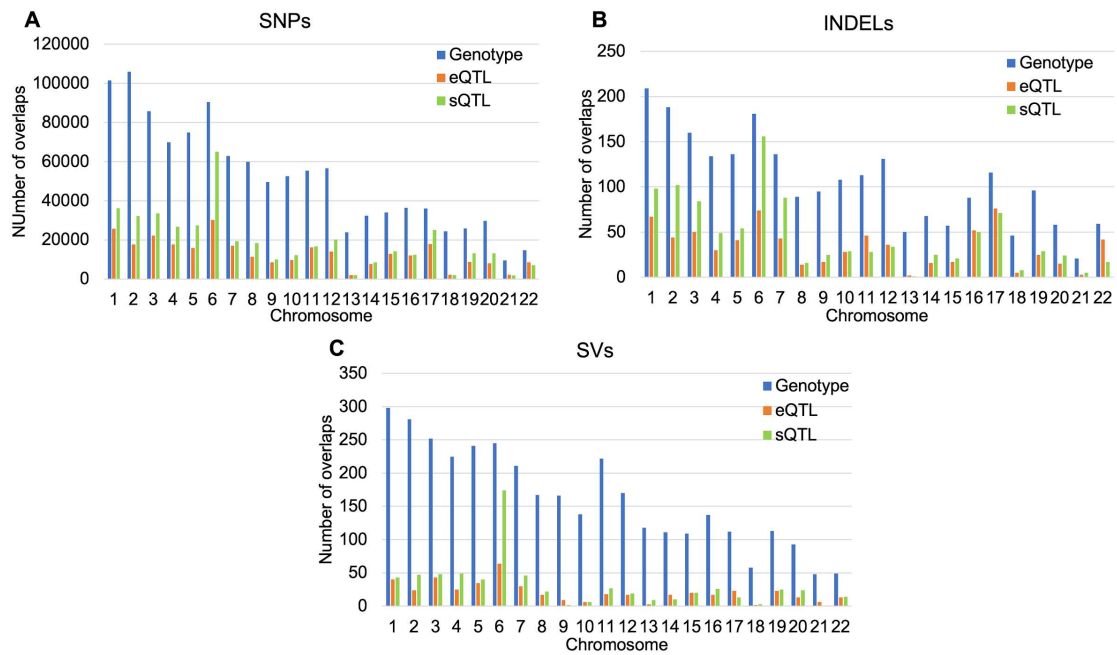 A
SNPs
NUmber of overlaps
120000
100000
80000
60000
40000
20000
0
Genotype
eQTL
sQTL
1 2 3 4 5 6 7 8 9 10 11 12 13 14 15 16 17 18 19 20 21 22
Chromosome
B
INDELs
Number of overlaps
250
200
150
100
50
0
Genotype
eQTL
sQTL
1 2 3 4 5 6 7 8 9 10 11 12 13 14 15 16 17 18 19 20 21 22
Chromosome
C
SVs
Number of overlaps
350
300
250
200
150
100
50
0
Genotype
eQTL
sQTL
1 2 3 4 5 6 7 8 9 10 11 12 13 14 15 16 17 18 19 20 21 22
Chromosome